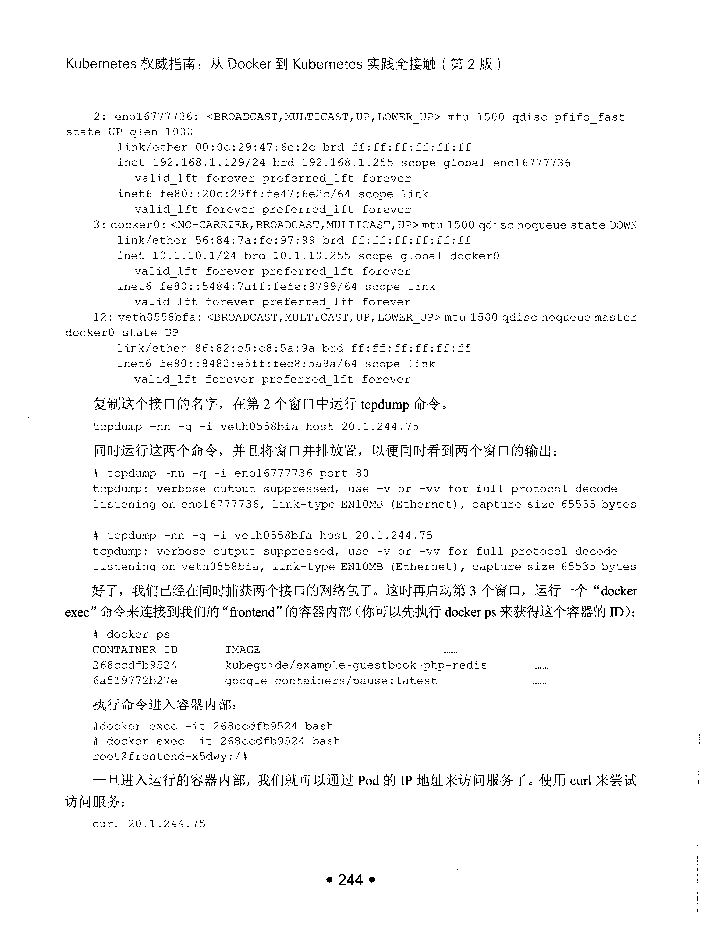 Kubernetes 权威指南：从 Docker 到 Kubernetes 实践全接触（第 2 版）
2: eno16777736: <BROADCAST,MULTICAST,UP,LOWER_UP> mtu 1500 qdisc pfifo_fast
state UP qlen 1000
link/ether 00:0c:29:47:6e:2c brd ff:ff:ff:ff:ff:ff
inet 192.168.1.129/24 brd 192.168.1.255 scope global eno16777736
valid_lft forever preferred_lft forever
inet6 fe80::20c:29ff:fe47:6e2c/64 scope link
valid_lft forever preferred_lft forever
3: docker0: <NO-CARRIER,BROADCAST,MULTICAST,UP> mtu 1500 qdisc noqueue state DOWN
link/ether 56:84:7a:fe:97:99 brd ff:ff:ff:ff:ff:ff
inet 10.1.10.1/24 brd 10.1.10.255 scope global docker0
valid_lft forever preferred_lft forever
inet6 fe80::5484:7aff:fefe:9799/64 scope link
valid_lft forever preferred_lft forever
12: veth0558bfa: <BROADCAST,MULTICAST,UP,LOWER_UP> mtu 1500 qdisc noqueue master
docker0 state UP
link/ether 86:82:e5:c8:5a:9a brd ff:ff:ff:ff:ff:ff
inet6 fe80::8482:e5ff:fec8:5a9a/64 scope link
valid_lft forever preferred_lft forever
复制这个接口的名字，在第 2 个窗口中运行 tcpdump 命令。
tcpdump -nn -q -i veth0558bfa host 20.1.244.75
同时运行这两个命令，并且将窗口并排放置，以便同时看到两个窗口的输出：
# tcpdump -nn -q -i eno16777736 port 80
tcpdump: verbose output suppressed, use -v or -vv for full protocol decode
listening on eno16777736, link-type EN10MB (Ethernet), capture size 65535 bytes
# tcpdump -nn -q -i veth0558bfa host 20.1.244.75
tcpdump: verbose output suppressed, use -v or -vv for full protocol decode
listening on veth0558bfa, link-type EN10MB (Ethernet), capture size 65535 bytes
好了，我们已经在同时捕获两个接口的网络包了。这时再启动第 3 个窗口，运行一个“docker
exec”命令来连接到我们的“frontend”的容器内部（你可以先执行 docker ps 来获得这个容器的 ID）：
# docker ps
CONTAINER ID IMAGE ……
268ccdfb9524 kubeguide/example-guestbook-php-redis ……
6a519772b27e google_containers/pause:latest ……
执行命令进入容器内部：
#docker exec -it 268ccdfb9524 bash
# docker exec -it 268ccdfb9524 bash
root@frontend-x5dwy:/#
一旦进入运行的容器内部，我们就可以通过 Pod 的 IP 地址来访问服务了。使用 curl 来尝试
访问服务：
curl 20.1.244.75
• 244 •